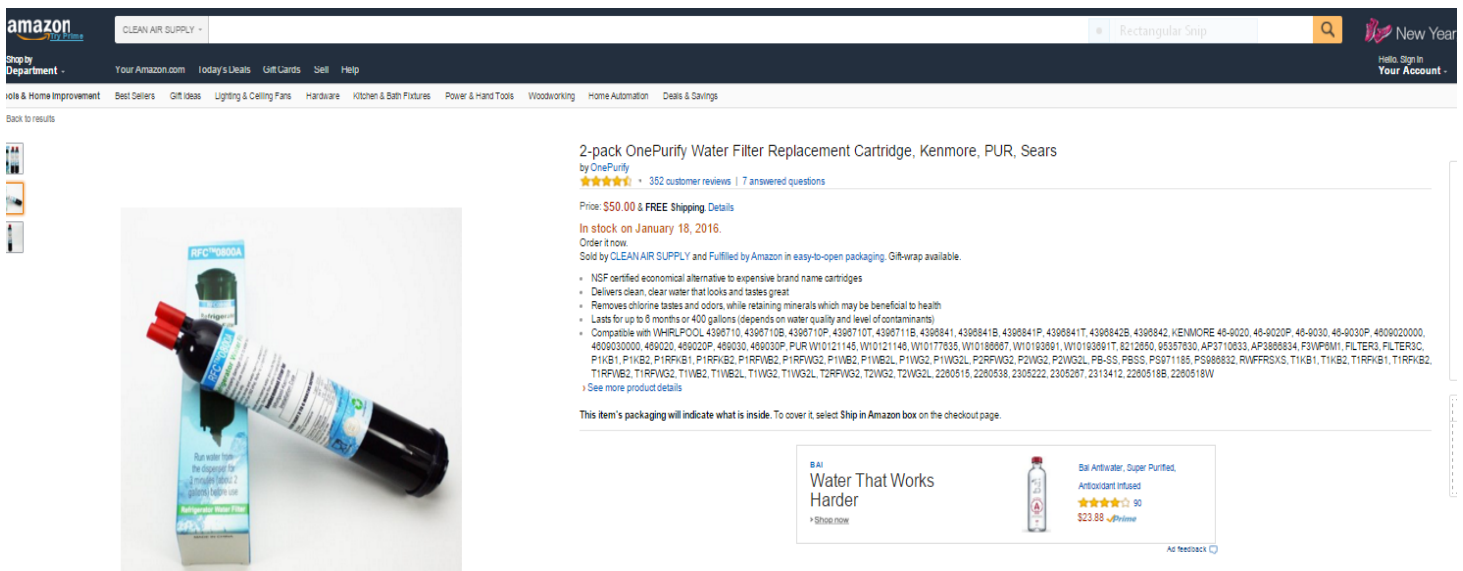 amazon
Try Prime
CLEAN AIR SUPPLY
Rectangular Snip
New Year
Shop by
Department
Your Amazon.com Today's Deals Gift Cards Sell Help
Hello. Sign in
Your Account
ols & Home Improvement Best Sellers Gift Ideas Lighting & Ceiling Fans Hardware Kitchen & Bath Fixtures Power & Hand Tools Woodworking Home Automation Deals & Savings
Back to results
2-pack OnePurify Water Filter Replacement Cartridge, Kenmore, PUR, Sears
by OnePurify
352 customer reviews | 7 answered questions
Price: $50.00 & FREE Shipping. Details
In stock on January 18, 2016.
Order it now.
Sold by CLEAN AIR SUPPLY and Fulfilled by Amazon in easy-to-open packaging. Gift-wrap available.
NSF certified economical alternative to expensive brand name cartridges
Delivers clean, clear water that looks and tastes great
Removes chlorine tastes and odors, while retaining minerals which may be beneficial to health
Lasts for up to 6 months or 400 gallons (depends on water quality and level of contaminants)
Compatible with WHIRLPOOL 4396710, 4396710B, 4396710P, 4396710T, 4396711B, 4396841, 4396841B, 4396841P, 4396841T, 4396842B, 4396842, KENMORE 46-9020, 46-9020P, 46-9030, 46-9030P, 4609020000,
4609030000, 469020, 469020P, 469030, 469030P, PUR W10121145, W10121146, W10177635, W10186667, W10193691, W10193691T, 8212650, 95357630, AP3710633, AP3866834, F3WP6M1, FILTER3, FILTER3C,
P1KB1, P1KB2, P1RFKB1, P1RFKB2, P1RFWB2, P1RFWG2, P1WB2, P1WB2L, P1WG2, P1WG2L, P2RFWG2, P2WG2, P2WG2L, PB-SS, PBSS, PS971185, PS986832, RWFFRSXS, T1KB1, T1KB2, T1RFKB1, T1RFKB2,
T1RFWB2, T1RFWG2, T1WB2, T1WB2L, T1WG2, T1WG2L, T2RFWG2, T2WG2, T2WG2L, 2260515, 2260538, 2305222, 2305267, 2313412, 2260518B, 2260518W
› See more product details
This item's packaging will indicate what is inside. To cover it, select Ship in Amazon box on the checkout page.
RFC™0800A
Refrigerator
RFC™0800A
Refrigerator Water Filter
Run water from
the dispenser for
2 minutes (about 2
gallons) before use
Refrigerator Water Filter
MADE IN CHINA
BAI
Water That Works
Harder
› Shop now
Bai Antiwater, Super Purified,
Antioxidant Infused
90
$23.88 Prime
Ad feedback